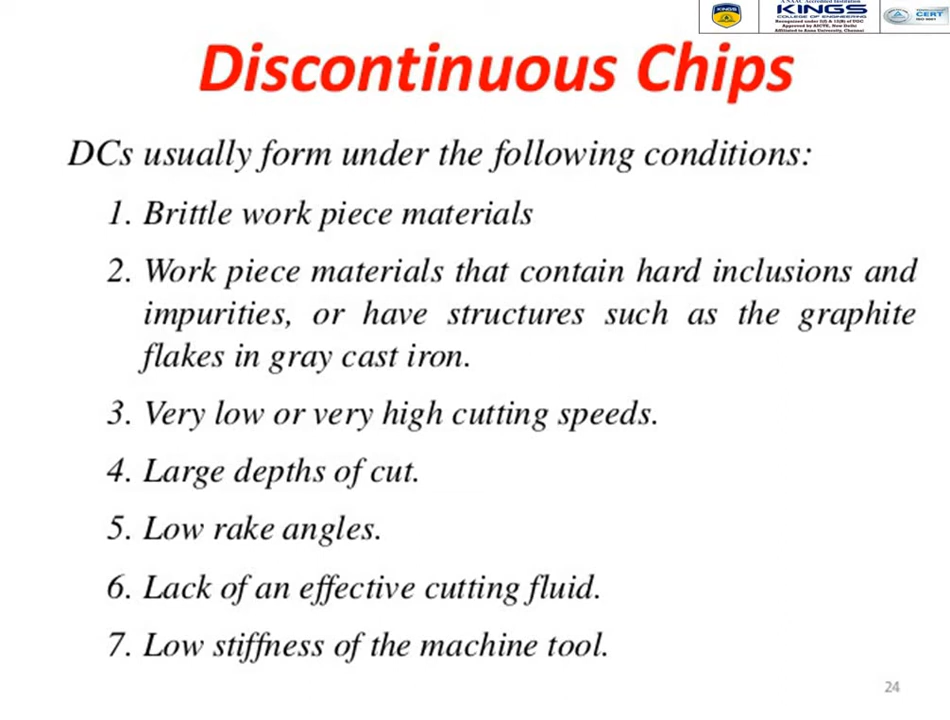 KINGS
A NAAC Accredited Institution
KINGS
COLLEGE OF ENGINEERING
Recognized under 2(f) & 12(B) of UGC
Approved by AICTE, New Delhi
Affiliated to Anna University, Chennai
CERT
ISO 9001
Discontinuous Chips
DCs usually form under the following conditions:
1. Brittle work piece materials
2. Work piece materials that contain hard inclusions and
impurities, or have structures such as the graphite
flakes in gray cast iron.
3. Very low or very high cutting speeds.
4. Large depths of cut.
5. Low rake angles.
6. Lack of an effective cutting fluid.
7. Low stiffness of the machine tool.
24